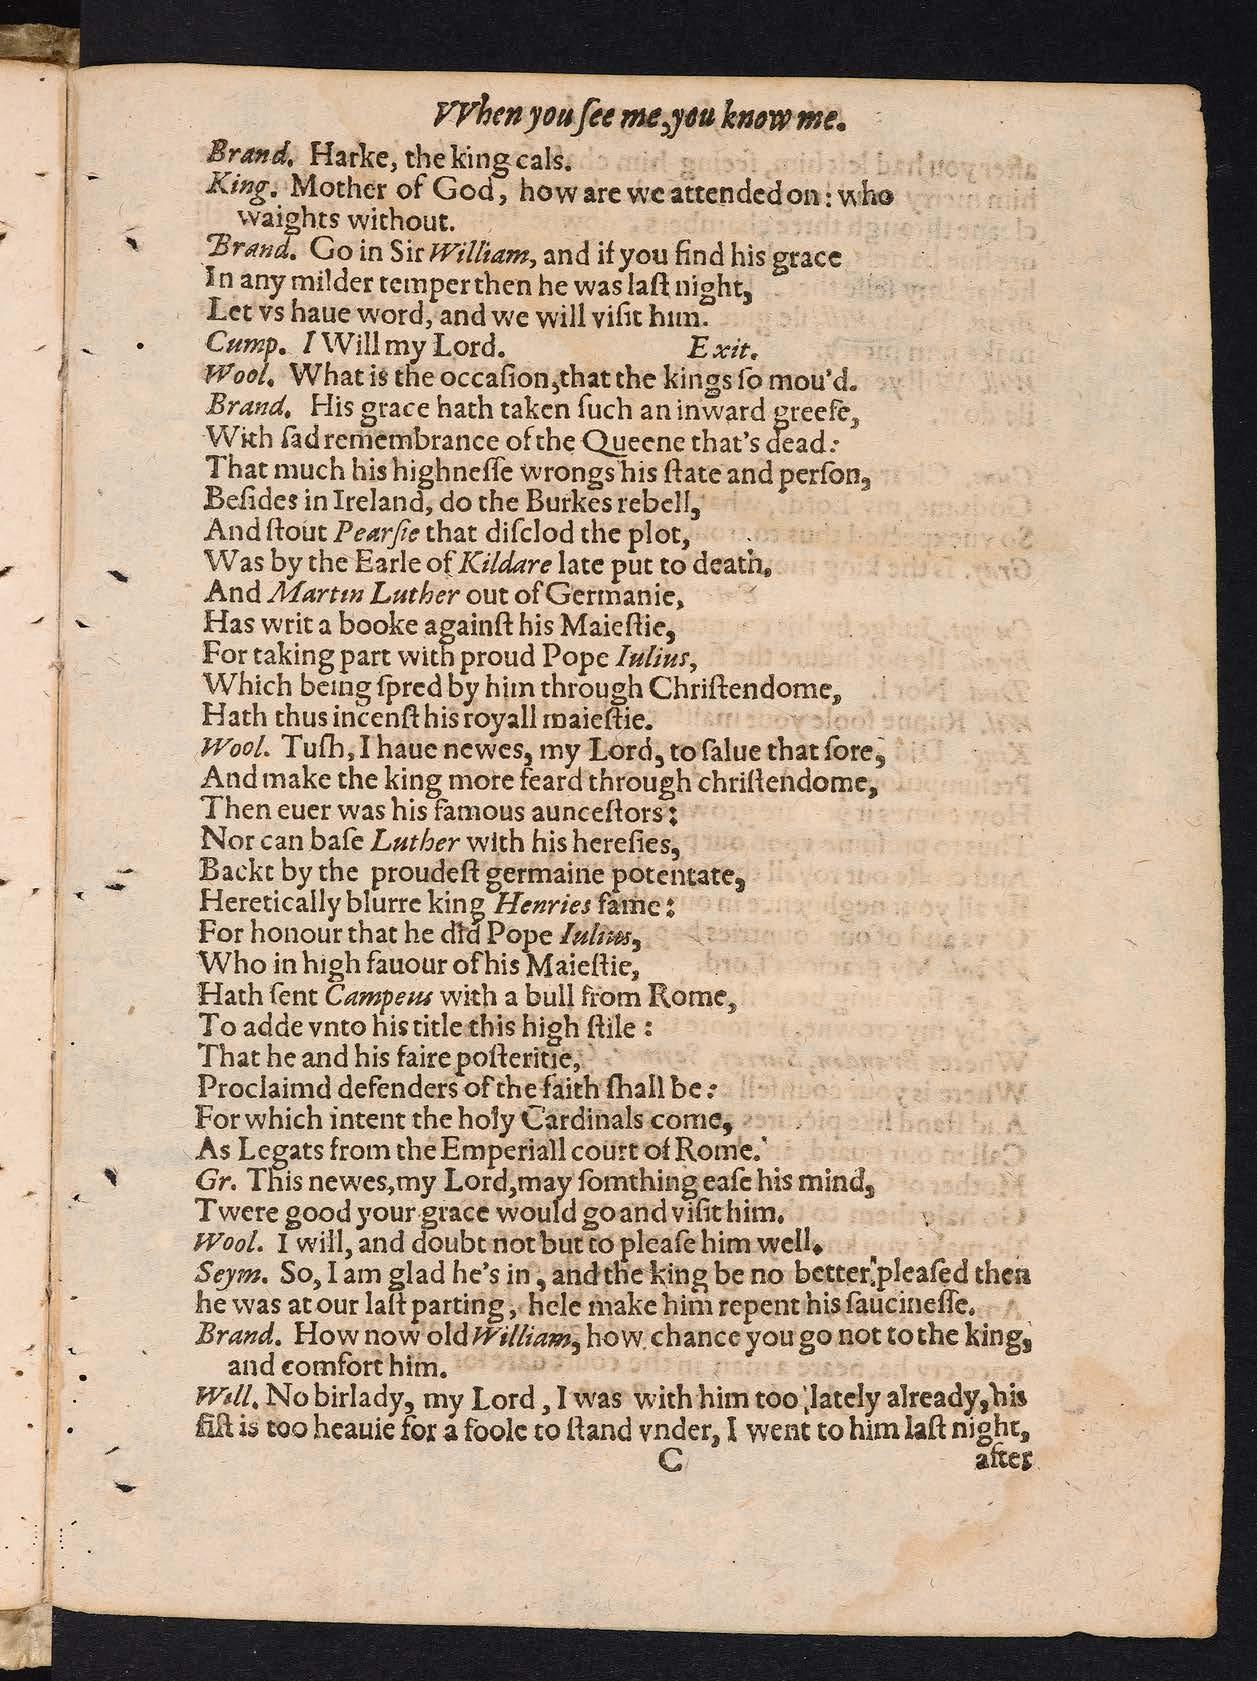 VVhen you ſee me, you know me.
Brand. Harke, the king cals.
King. Mother of God, how are we attended on: who
waights without.
Brand. Go in Sir William, and if you find his grace
In any milder temper then he was laſt night,
Let vs haue word, and we will viſit him.
Cump. I Will my Lord. Exit.
Wool. What is the occaſion, that the kings ſo mou'd.
Brand. His grace hath taken ſuch an inward greefe,
With ſad remembrance of the Queene that's dead:
That much his highneſſe wrongs his ſtate and perſon,
Beſides in Ireland, do the Burkes rebell,
And ſtout Pearſie that diſclod the plot,
Was by the Earle of Kildare late put to death,
And Martin Luther out of Germanie,
Has writ a booke againſt his Maieſtie,
For taking part with proud Pope Iulius,
Which being ſpred by him through Chriſtendome,
Hath thus incenſt his royall maieſtie.
Wool. Tuſh, I haue newes, my Lord, to ſalue that ſore,
And make the king more feard through chriſtendome,
Then euer was his famous aunceſtors:
Nor can baſe Luther with his hereſies,
Backt by the proudeſt germaine potentate,
Heretically blurre king Henries fame:
For honour that he did Pope Iulius,
Who in high fauour of his Maieſtie,
Hath ſent Campeus with a bull from Rome,
To adde vnto his title this high ſtile:
That he and his faire poſteritie,
Proclaimd defenders of the faith ſhall be:
For which intent the holy Cardinals come,
As Legats from the Emperiall court of Rome.
Gr. This newes, my Lord, may ſomthing eaſe his mind,
Twere good your grace would go and viſit him.
Wool. I will, and doubt not but to pleaſe him well.
Seym. So, I am glad he's in, and the king be no better pleaſed then
he was at our laſt parting, hele make him repent his ſaucineſſe.
Brand. How now old William, how chance you go not to the king,
and comfort him.
Will. No birlady, my Lord, I was with him too lately already, his
fiſt is too heauie for a foole to ſtand vnder, I went to him laſt night,
C after